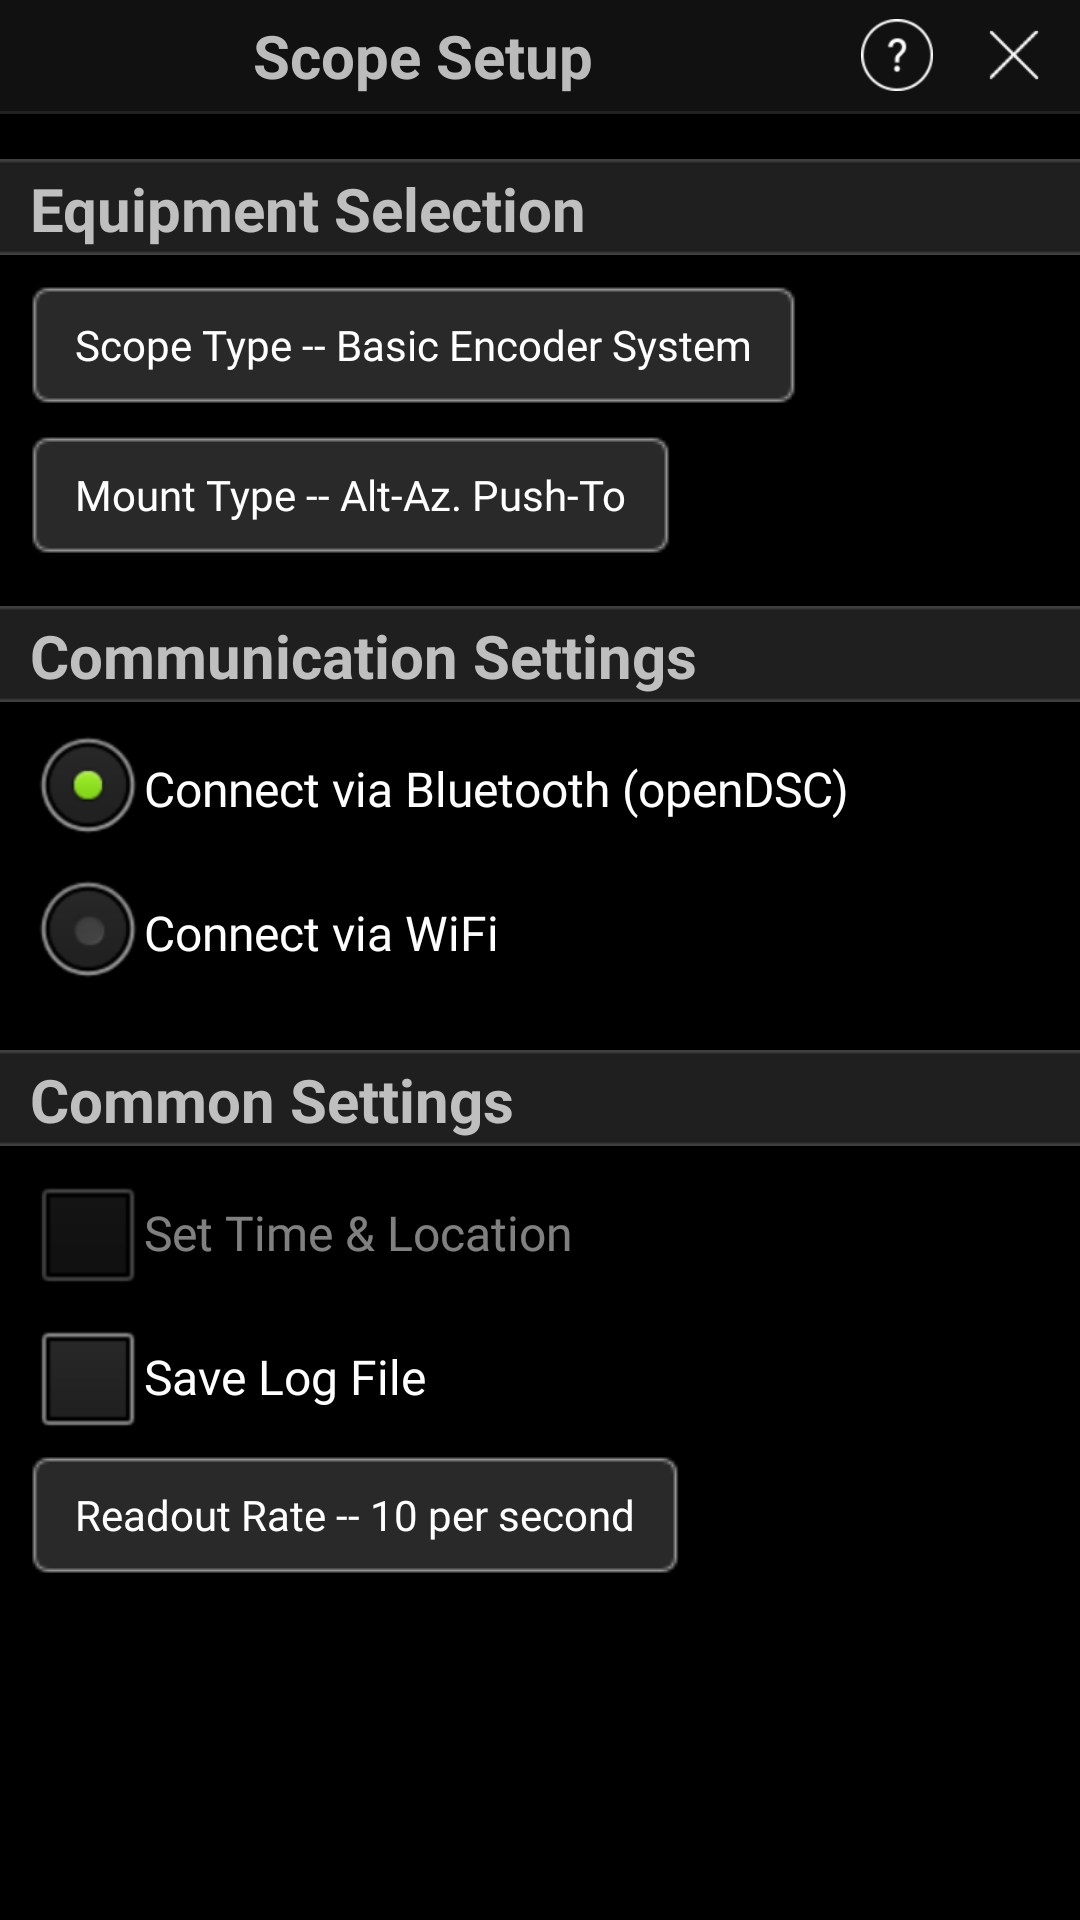 Scope Setup ?
Equipment Selection
Scope Type -- Basic Encoder System
Mount Type -- Alt-Az. Push-To
Communication Settings
Connect via Bluetooth (openDSC)
Connect via WiFi
Common Settings
Set Time & Location
Save Log File
Readout Rate -- 10 per second